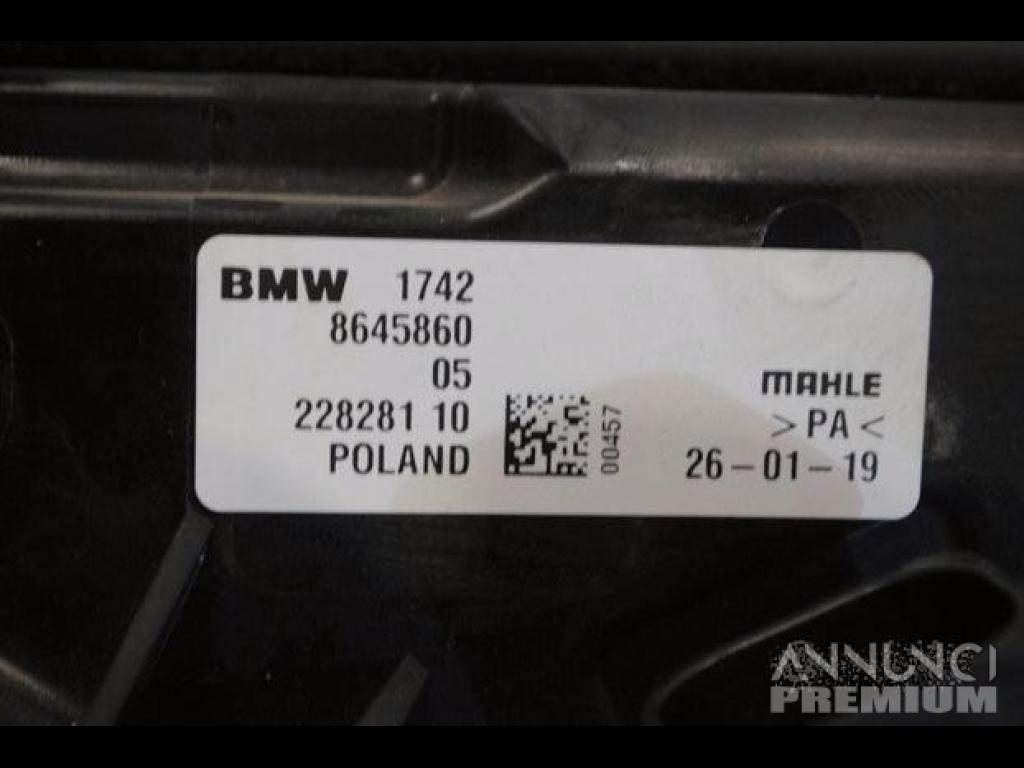 BMW 1742
8645860
05
228281 10
POLAND
00457
MAHLE
>PA<
26-01-19
ANNUNCI
PREMIUM